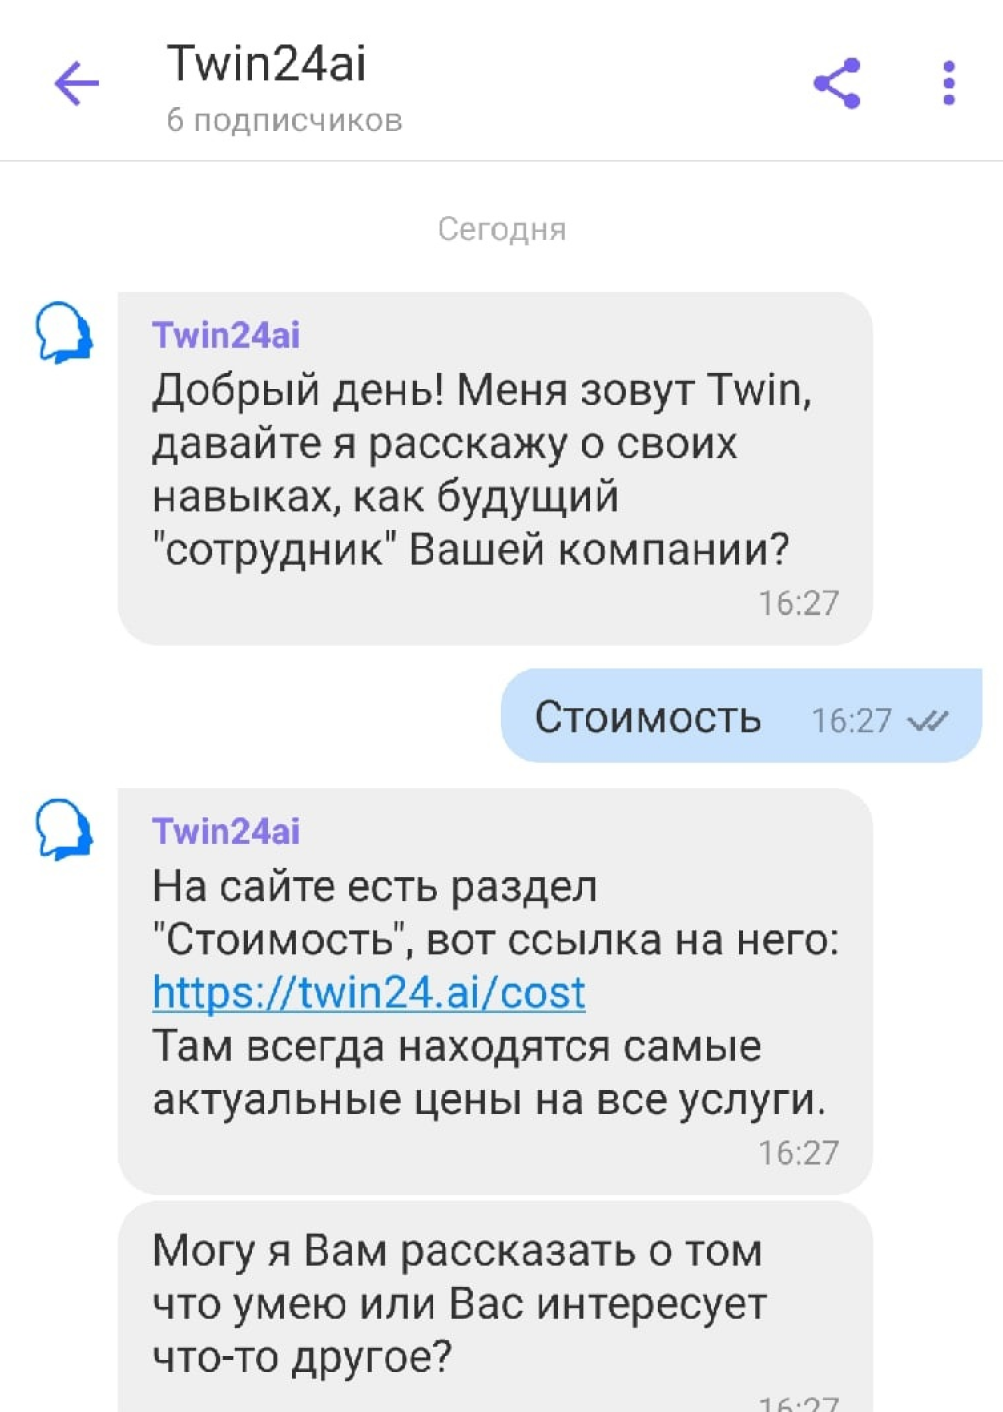 Twin24ai
6 подписчиков
Сегодня
Twin24ai
Добрый день! Меня зовут Twin,
давайте я расскажу о своих
навыках, как будущий
"сотрудник" Вашей компании?
16:27
Стоимость 16:27
Twin24ai
На сайте есть раздел
"Стоимость", вот ссылка на него:
https://twin24.ai/cost
Там всегда находятся самые
актуальные цены на все услуги.
16:27
Могу я Вам рассказать о том
что умею или Вас интересует
что-то другое?
16:27